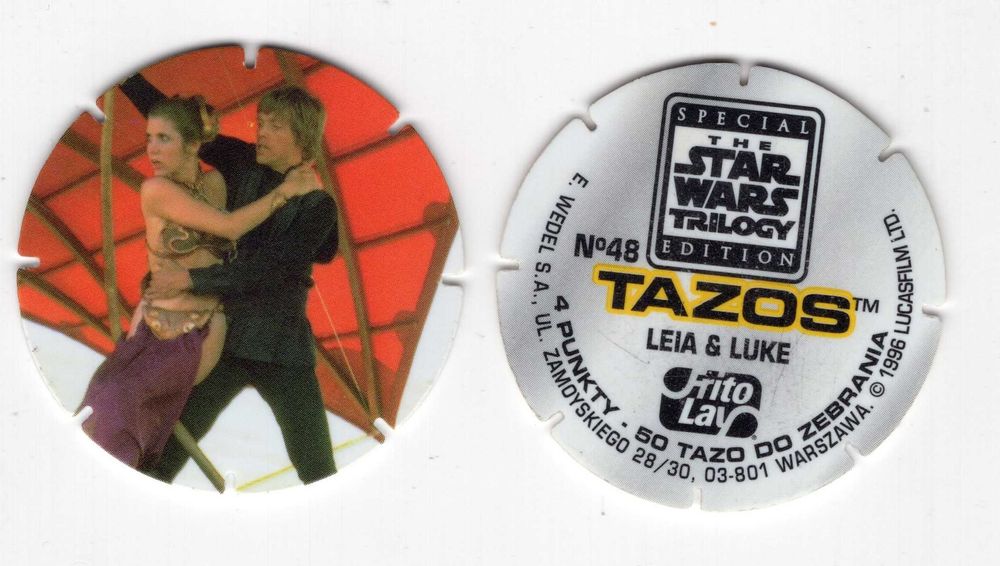 SPECIAL
THE
STAR
WARS
TRILOGY
EDITION
Nº48
TAZOS™
LEIA & LUKE
Frito
Lay®
4 PUNKTY - 50 TAZO DO ZEBRANIA
E. WEDEL S.A., UL. ZAMOYSKIEGO 28/30, 03-801 WARSZAWA. © 1996 LUCASFILM LTD.